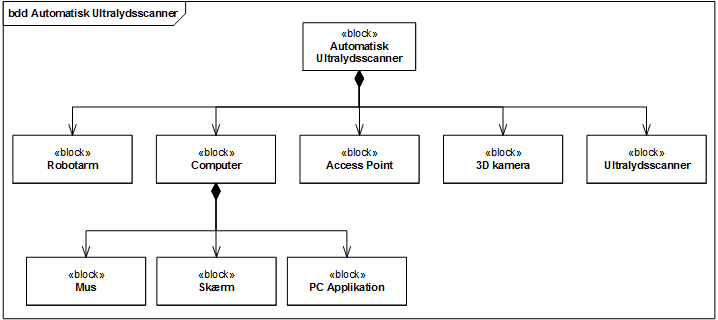 bdd Automatisk Ultralydsscanner
«block»
Automatisk
Ultralydsscanner
«block»
Robotarm
«block»
Computer
«block»
Access Point
«block»
3D kamera
«block»
Ultralydsscanner
«block»
Mus
«block»
Skærm
«block»
PC Applikation